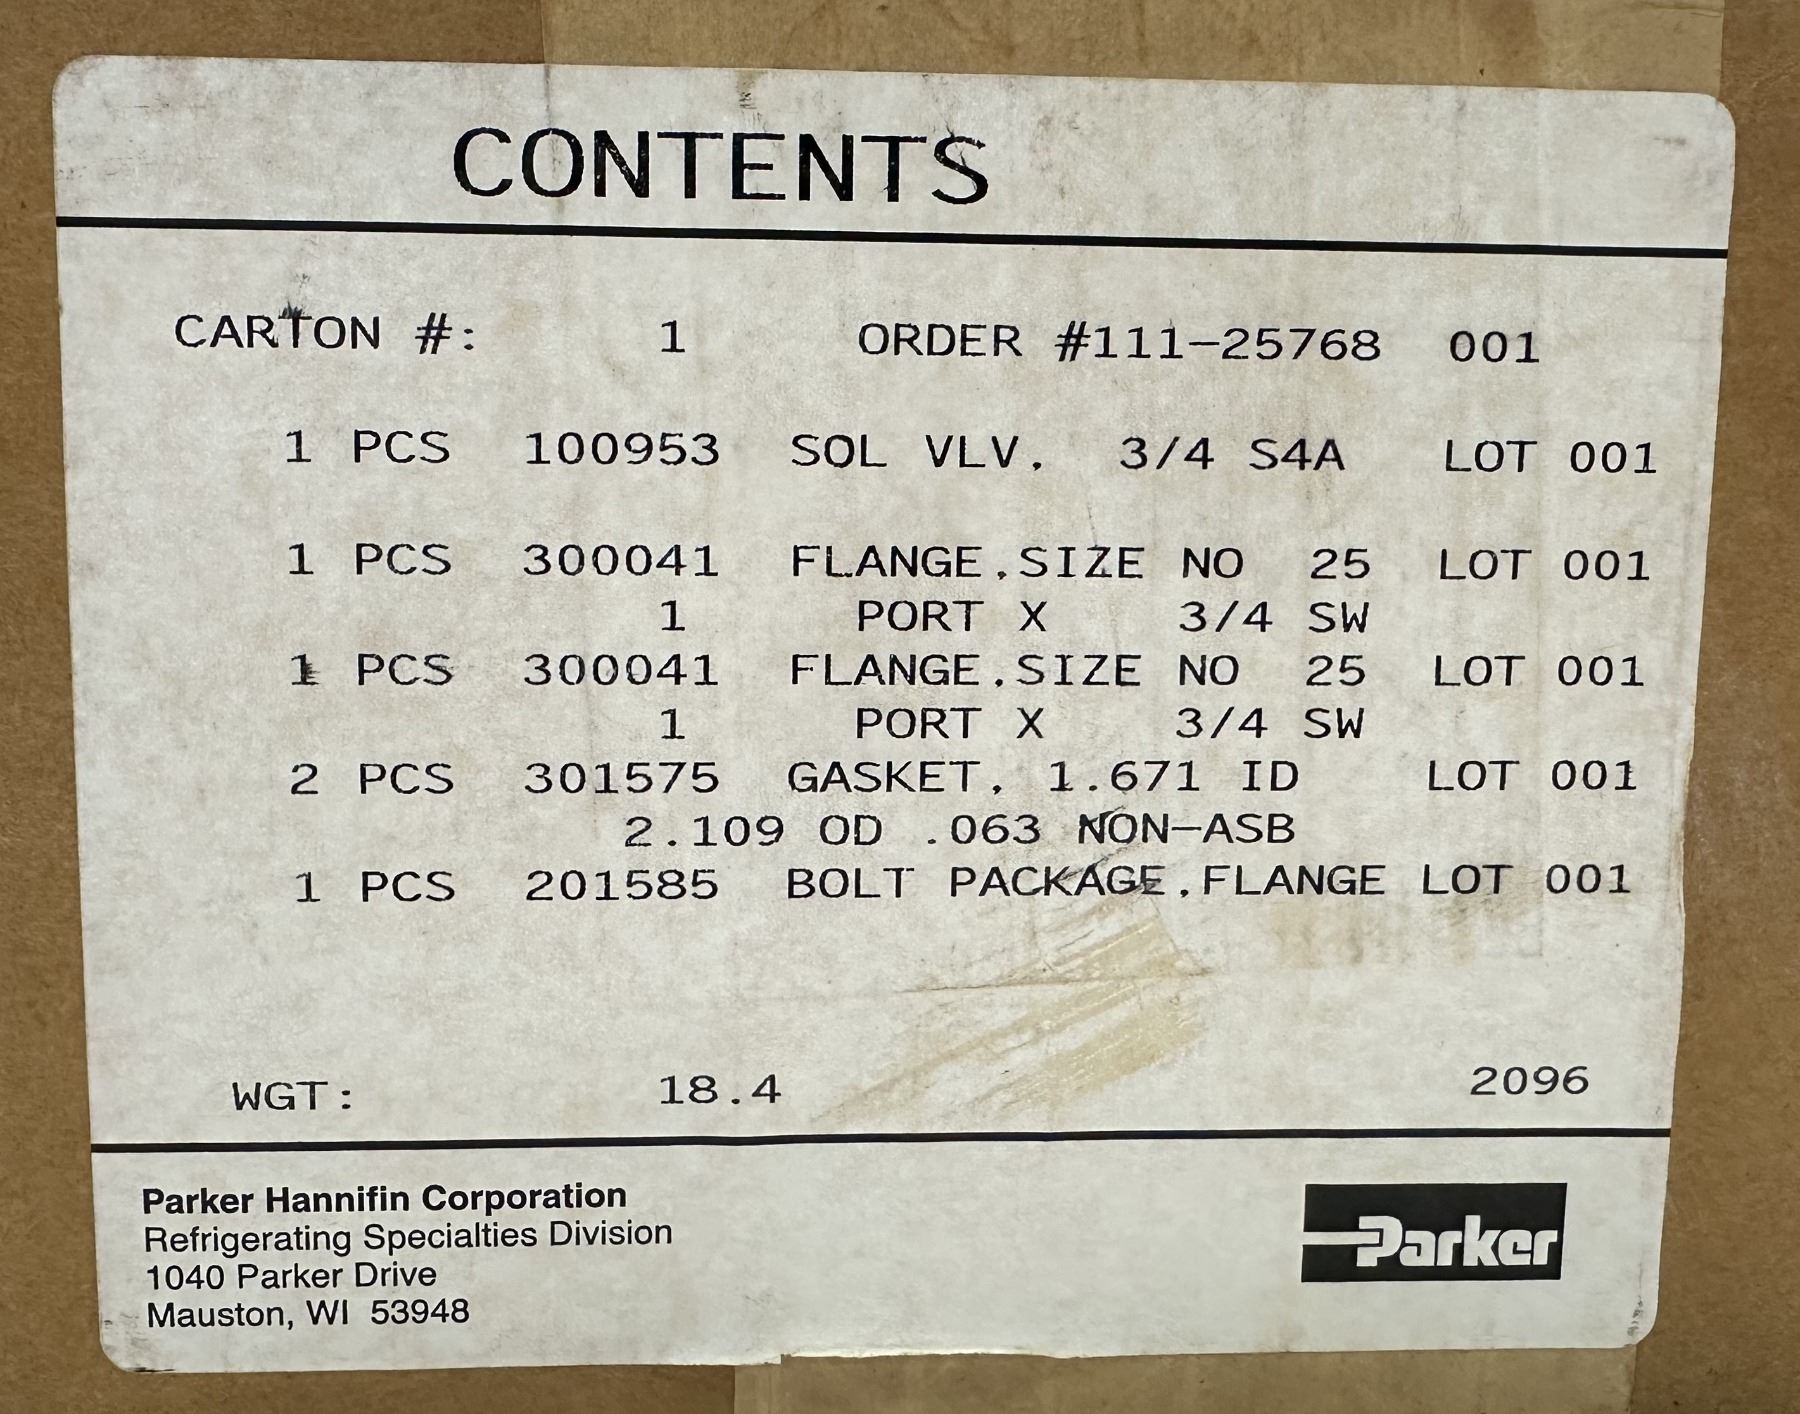 CONTENTS
CARTON #: 1 ORDER #111-25768 001
1 PCS 100953 SOL VLV. 3/4 S4A LOT 001
1 PCS 300041 FLANGE.SIZE NO 25 LOT 001
1 PORT X 3/4 SW
1 PCS 300041 FLANGE.SIZE NO 25 LOT 001
1 PORT X 3/4 SW
2 PCS 301575 GASKET. 1.671 ID LOT 001
2.109 OD .063 NON-ASB
1 PCS 201585 BOLT PACKAGE.FLANGE LOT 001
WGT: 18.4 2096
Parker Hannifin Corporation
Refrigerating Specialties Division
1040 Parker Drive
Mauston, WI 53948
Parker